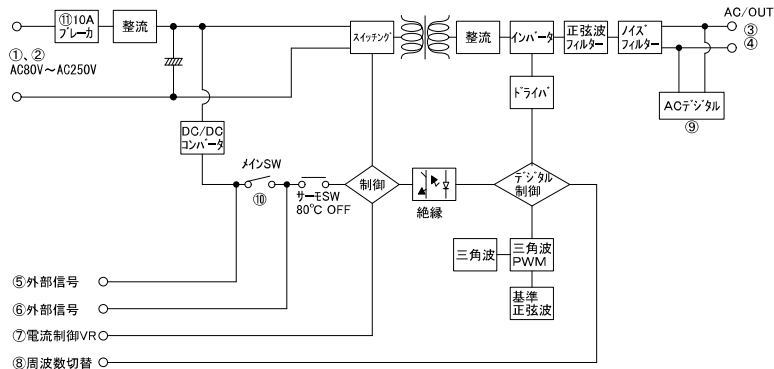 ⑪10A
ブレーカ
整流
①、②
AC80V～AC250V
DC/DC
コンバータ
メインSW
⑩
サーモSW
80℃ OFF
スイッチング
制御
絶縁
整流
インバータ
正弦波
フィルター
ノイズ
フィルター
AC/OUT
③
④
ACデジタル
⑨
ドライバ
デジタル
制御
三角波
三角波
PWM
基準
正弦波
⑤外部信号
⑥外部信号
⑦電流制御VR
⑧周波数切替